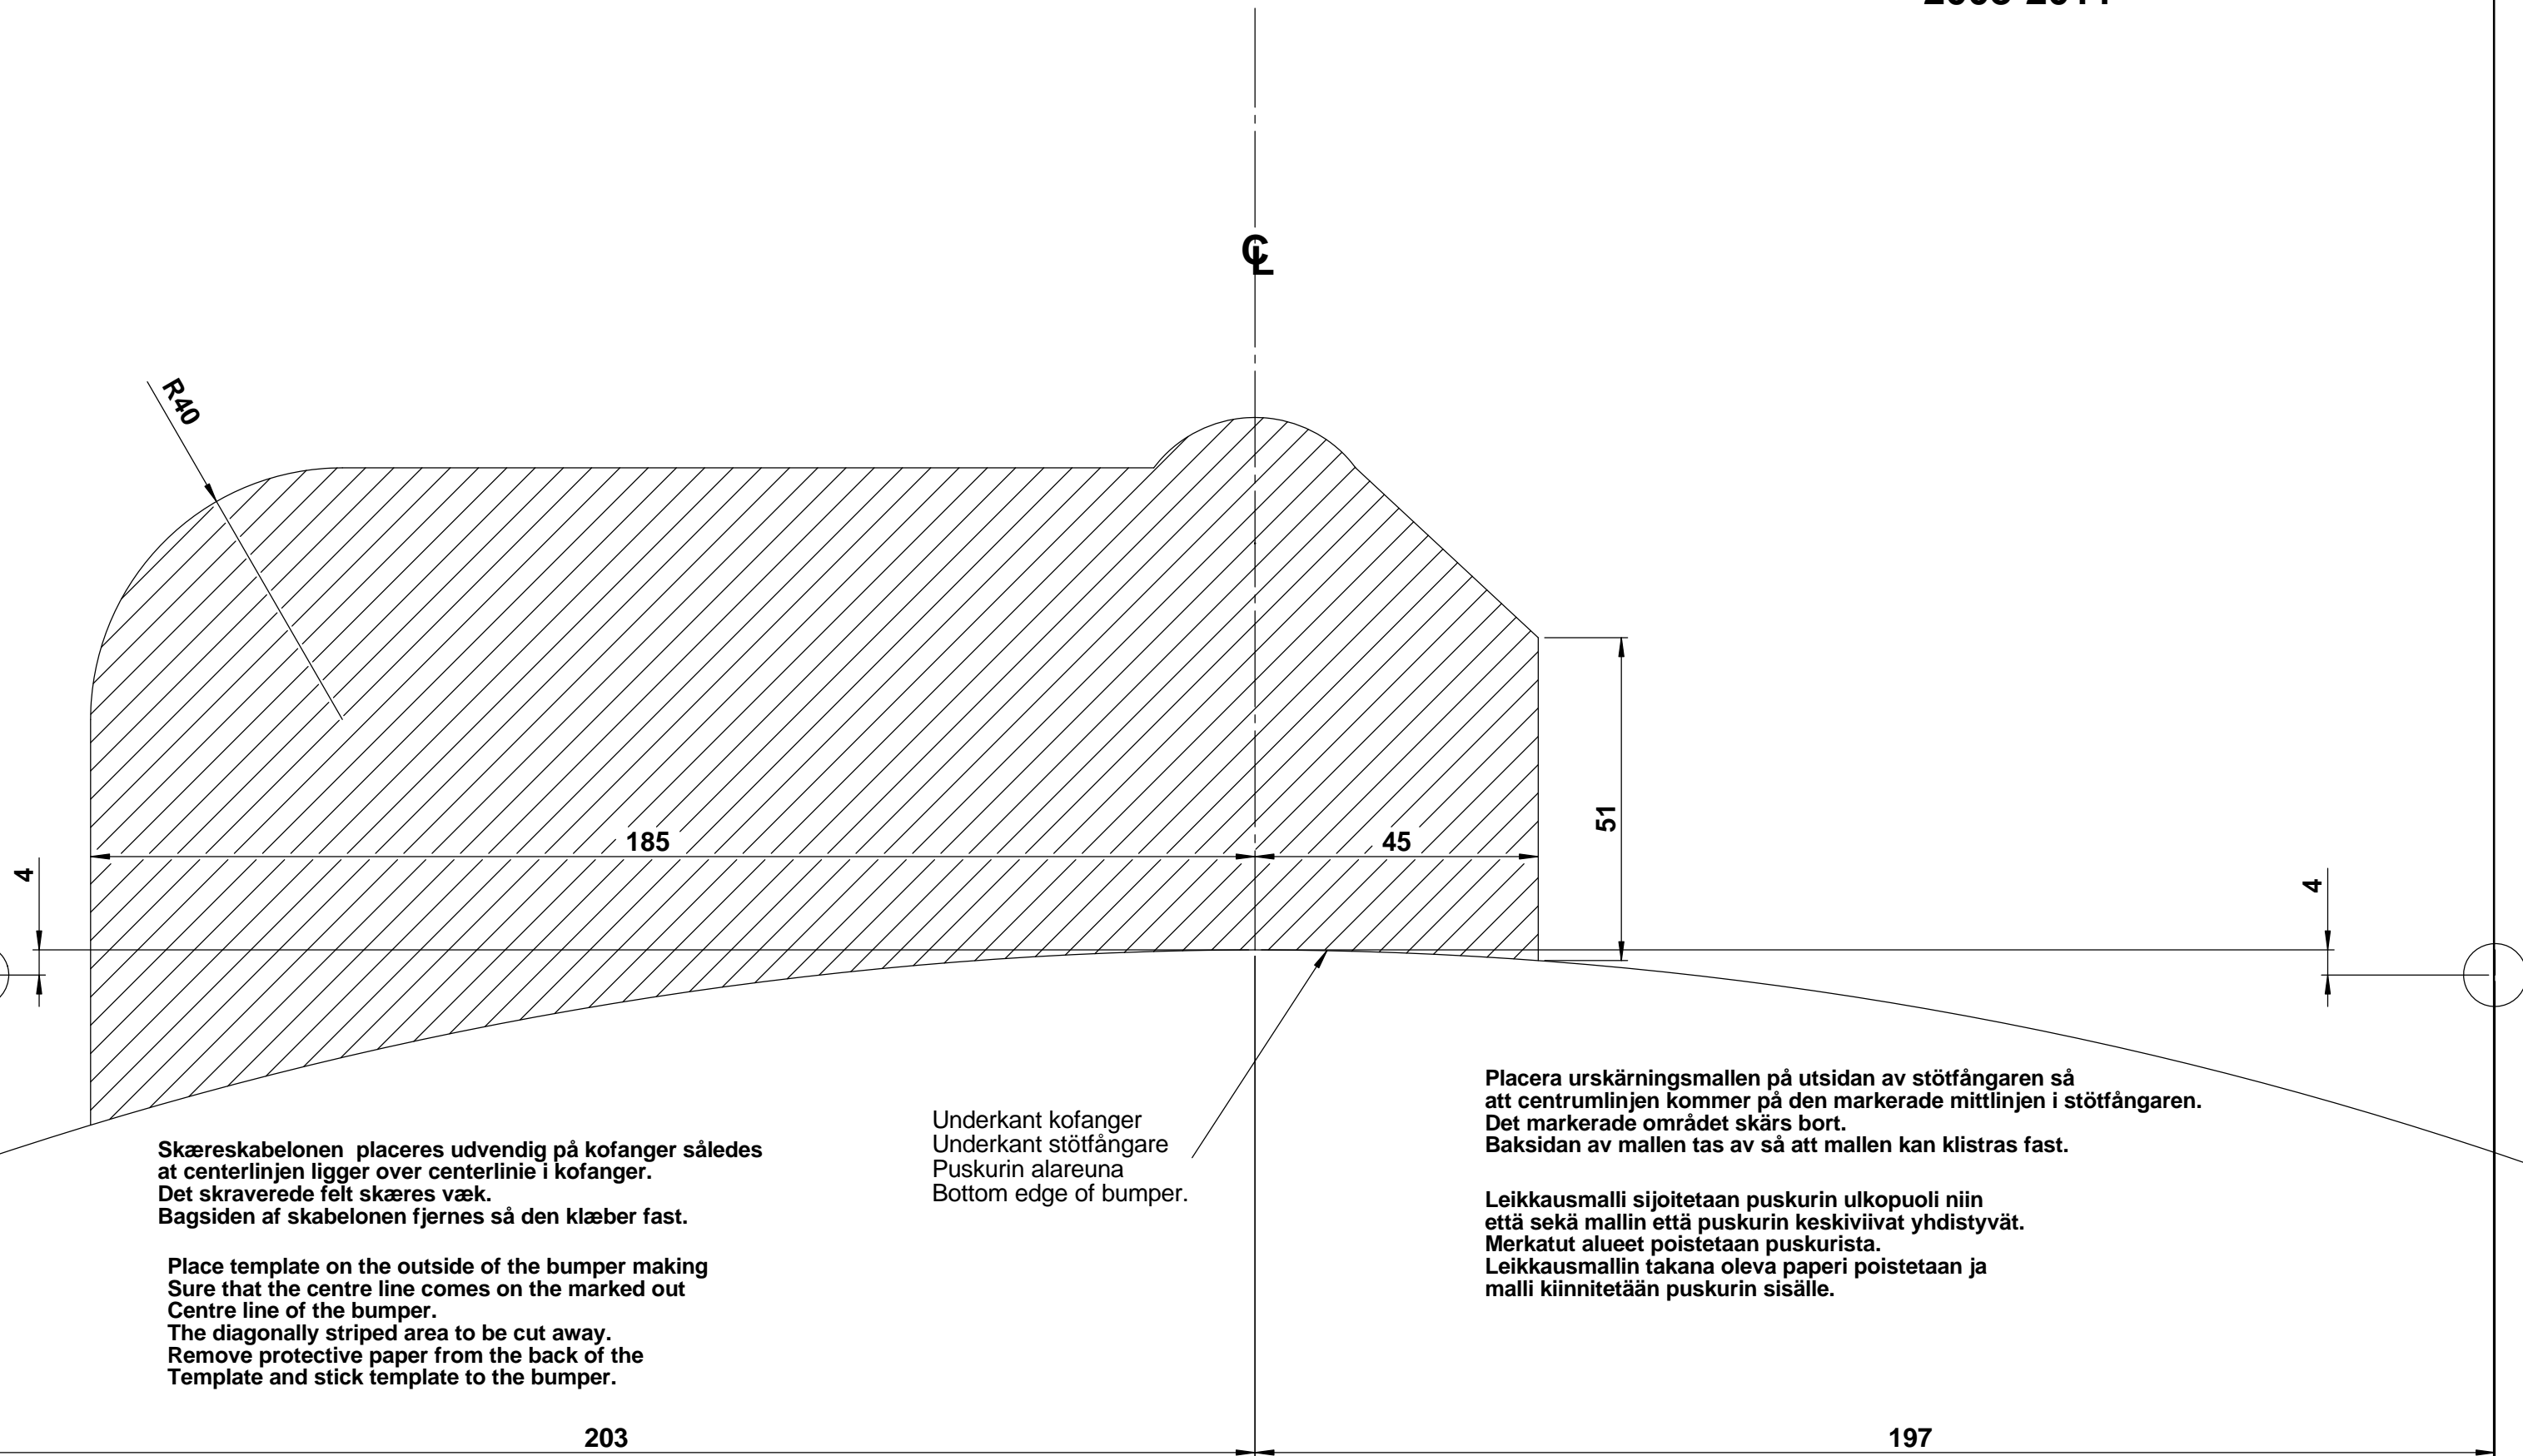 ℄
R40
185
45
51
4
4
Underkant kofanger
Underkant stötfångare
Puskurin alareuna
Bottom edge of bumper.
Skæreskabelonen placeres udvendig på kofanger således
at centerlinjen ligger over centerlinie i kofanger.
Det skraverede felt skæres væk.
Bagsiden af skabelonen fjernes så den klæber fast.
Place template on the outside of the bumper making
Sure that the centre line comes on the marked out
Centre line of the bumper.
The diagonally striped area to be cut away.
Remove protective paper from the back of the
Template and stick template to the bumper.
Placera urskärningsmallen på utsidan av stötfångaren så
att centrumlinjen kommer på den markerade mittlinjen i stötfångaren.
Det markerade området skärs bort.
Baksidan av mallen tas av så att mallen kan klistras fast.
Leikkausmalli sijoitetaan puskurin ulkopuoli niin
että sekä mallin että puskurin keskiviivat yhdistyvät.
Merkatut alueet poistetaan puskurista.
Leikkausmallin takana oleva paperi poistetaan ja
malli kiinnitetään puskurin sisälle.
203
197